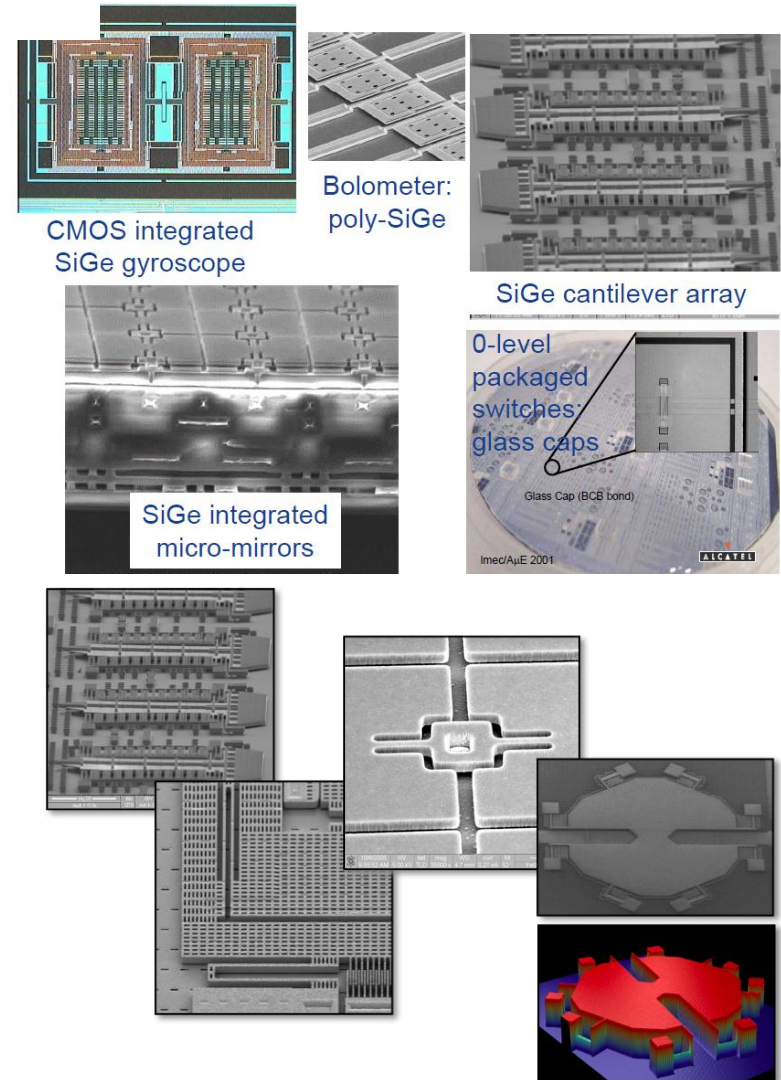 CMOS integrated
SiGe gyroscope
Bolometer:
poly-SiGe
SiGe cantilever array
SiGe integrated
micro-mirrors
0-level
packaged
switches:
glass caps
Glass Cap (BCB bond)
Imec/AµE 2001
ALCATEL